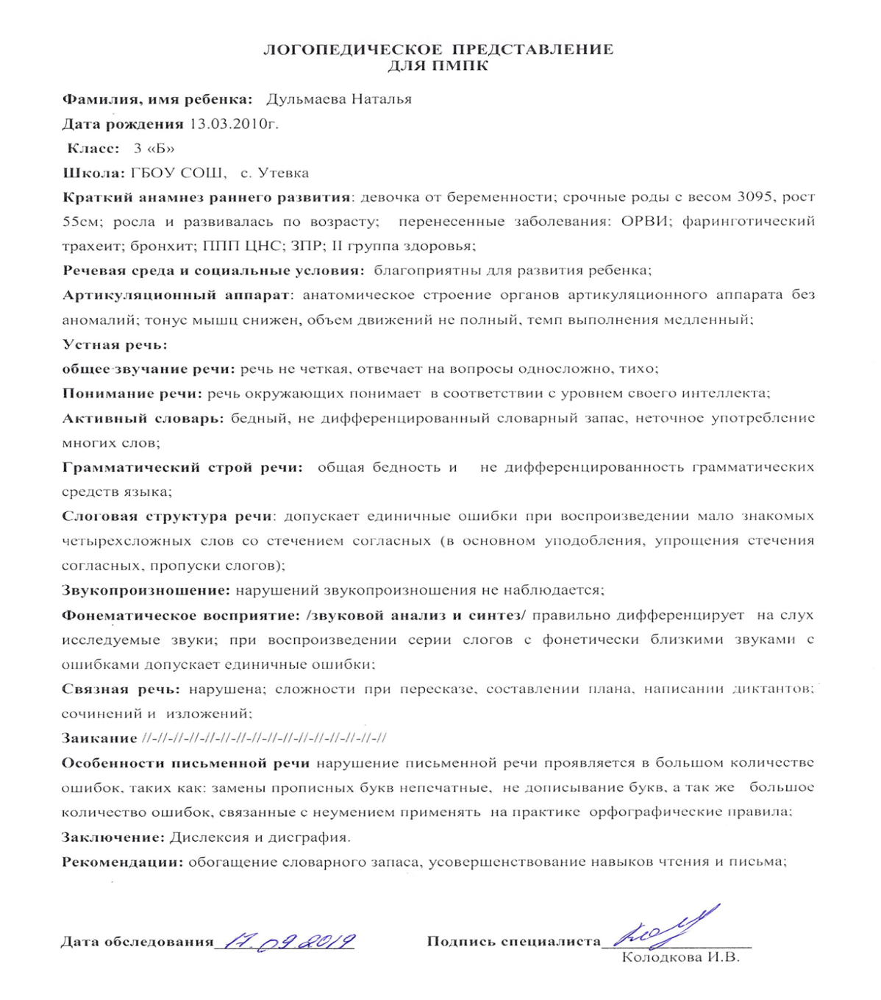 ЛОГОПЕДИЧЕСКОЕ ПРЕДСТАВЛЕНИЕ
ДЛЯ ПМПК
Фамилия, имя ребенка: Дульмаева Наталья
Дата рождения 13.03.2010г.
Класс: 3 «Б»
Школа: ГБОУ СОШ, с. Утевка
Краткий анамнез раннего развития: девочка от беременности; срочные роды с весом 3095, рост
55см; росла и развивалась по возрасту; перенесенные заболевания: ОРВИ; фаринготический
трахеит; бронхит; ППП ЦНС; ЗПР; II группа здоровья;
Речевая среда и социальные условия: благоприятны для развития ребенка;
Артикуляционный аппарат: анатомическое строение органов артикуляционного аппарата без
аномалий; тонус мышц снижен, объем движений не полный, темп выполнения медленный;
Устная речь:
общее звучание речи: речь не четкая, отвечает на вопросы односложно, тихо;
Понимание речи: речь окружающих понимает в соответствии с уровнем своего интеллекта;
Активный словарь: бедный, не дифференцированный словарный запас, неточное употребление
многих слов;
Грамматический строй речи: общая бедность и не дифференцированность грамматических
средств языка;
Слоговая структура речи: допускает единичные ошибки при воспроизведении мало знакомых
четырехсложных слов со стечением согласных (в основном уподобления, упрощения стечения
согласных, пропуски слогов);
Звукопроизношение: нарушений звукопроизношения не наблюдается;
Фонематическое восприятие: /звуковой анализ и синтез/ правильно дифференцирует на слух
исследуемые звуки; при воспроизведении серии слогов с фонетически близкими звуками с
ошибками допускает единичные ошибки;
Связная речь: нарушена; сложности при пересказе, составлении плана, написании диктантов;
сочинений и изложений;
Заикание //-//-//-//-//-//-//-//-//-//-//-//-//-//-//-//
Особенности письменной речи нарушение письменной речи проявляется в большом количестве
ошибок, таких как: замены прописных букв непечатные, не дописывание букв, а так же большое
количество ошибок, связанные с неумением применять на практике орфографические правила;
Заключение: Дислексия и дисграфия.
Рекомендации: обогащение словарного запаса, усовершенствование навыков чтения и письма;
Дата обследования 17.09.2019 Подпись специалиста
Колодкова И.В.